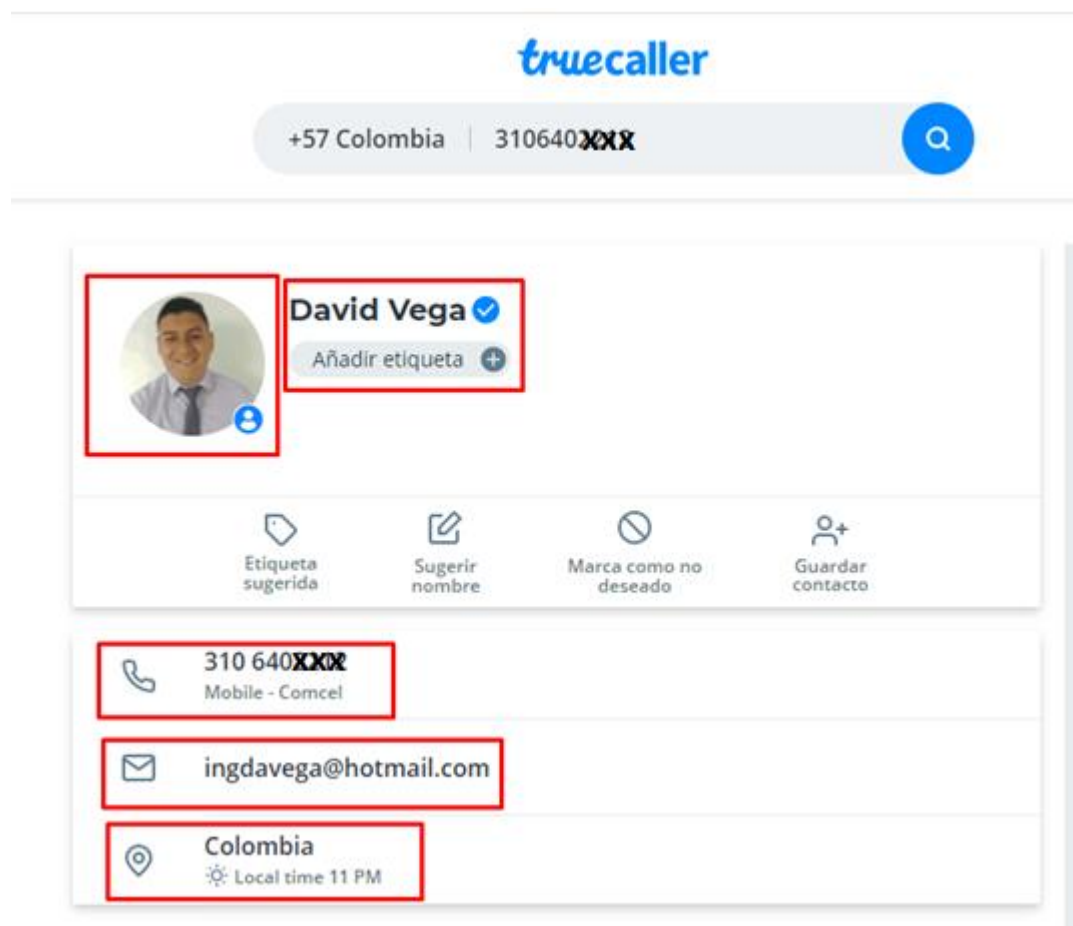 truecaller
+57 Colombia | 3106402XXX
David Vega
Añadir etiqueta
Etiqueta sugerida
Sugerir nombre
Marca como no deseado
Guardar contacto
310 640XXX
Mobile - Comcel
ingdavega@hotmail.com
Colombia
Local time 11 PM